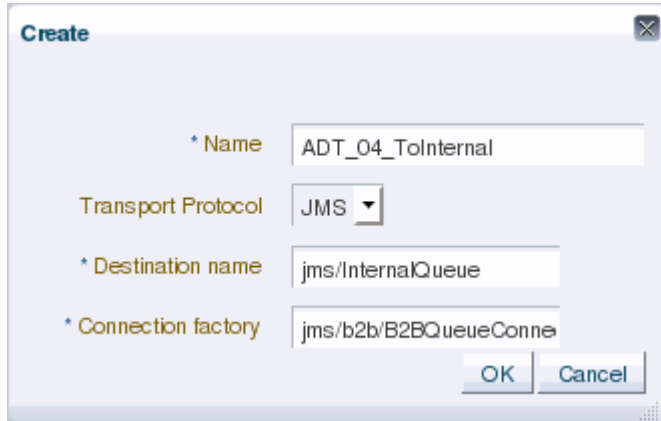 Create
* Name ADT_04_ToInternal
Transport Protocol JMS
* Destination name jms/InternalQueue
* Connection factory jms/b2b/B2BQueueConne
OK Cancel